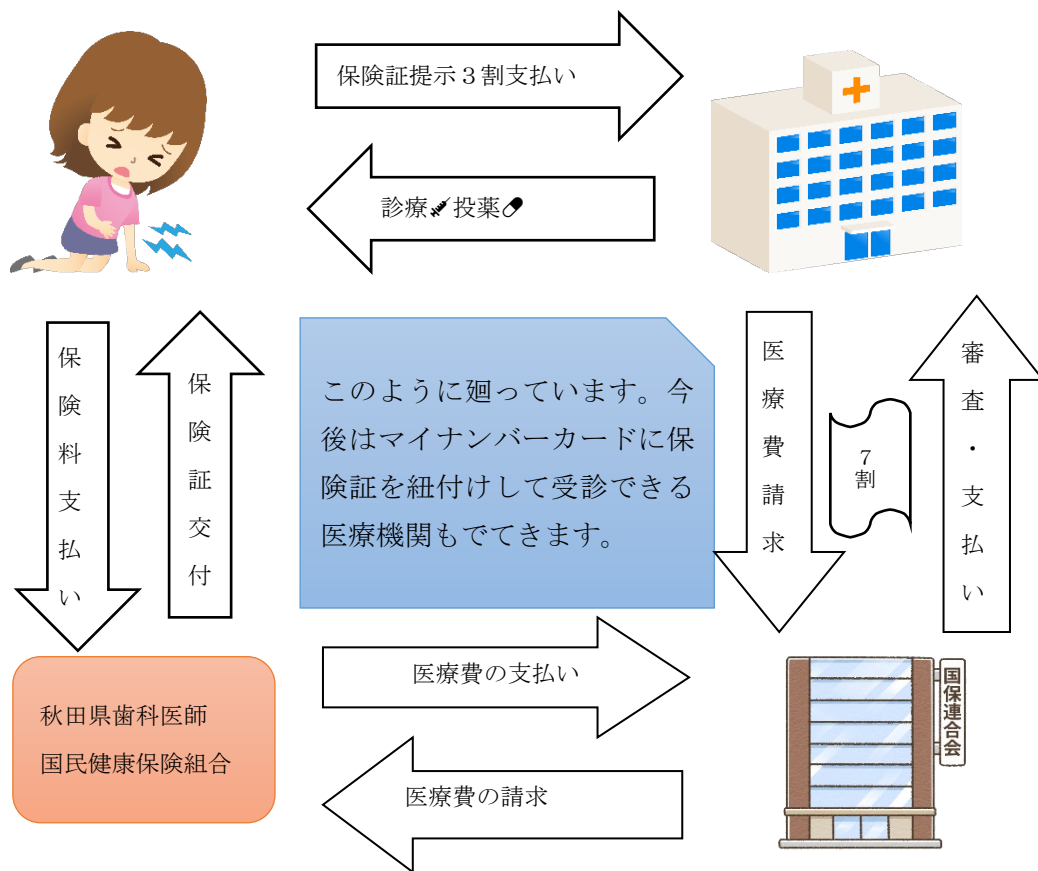 保険証提示３割支払い
診療💉投薬💊
保険料支払い
保険証交付
このように廻っています。今
後はマイナンバーカードに保
険証を紐付けして受診できる
医療機関もでてきます。
医療費請求
７割
審査・支払い
医療費の支払い
医療費の請求
秋田県歯科医師
国民健康保険組合
国保連合会